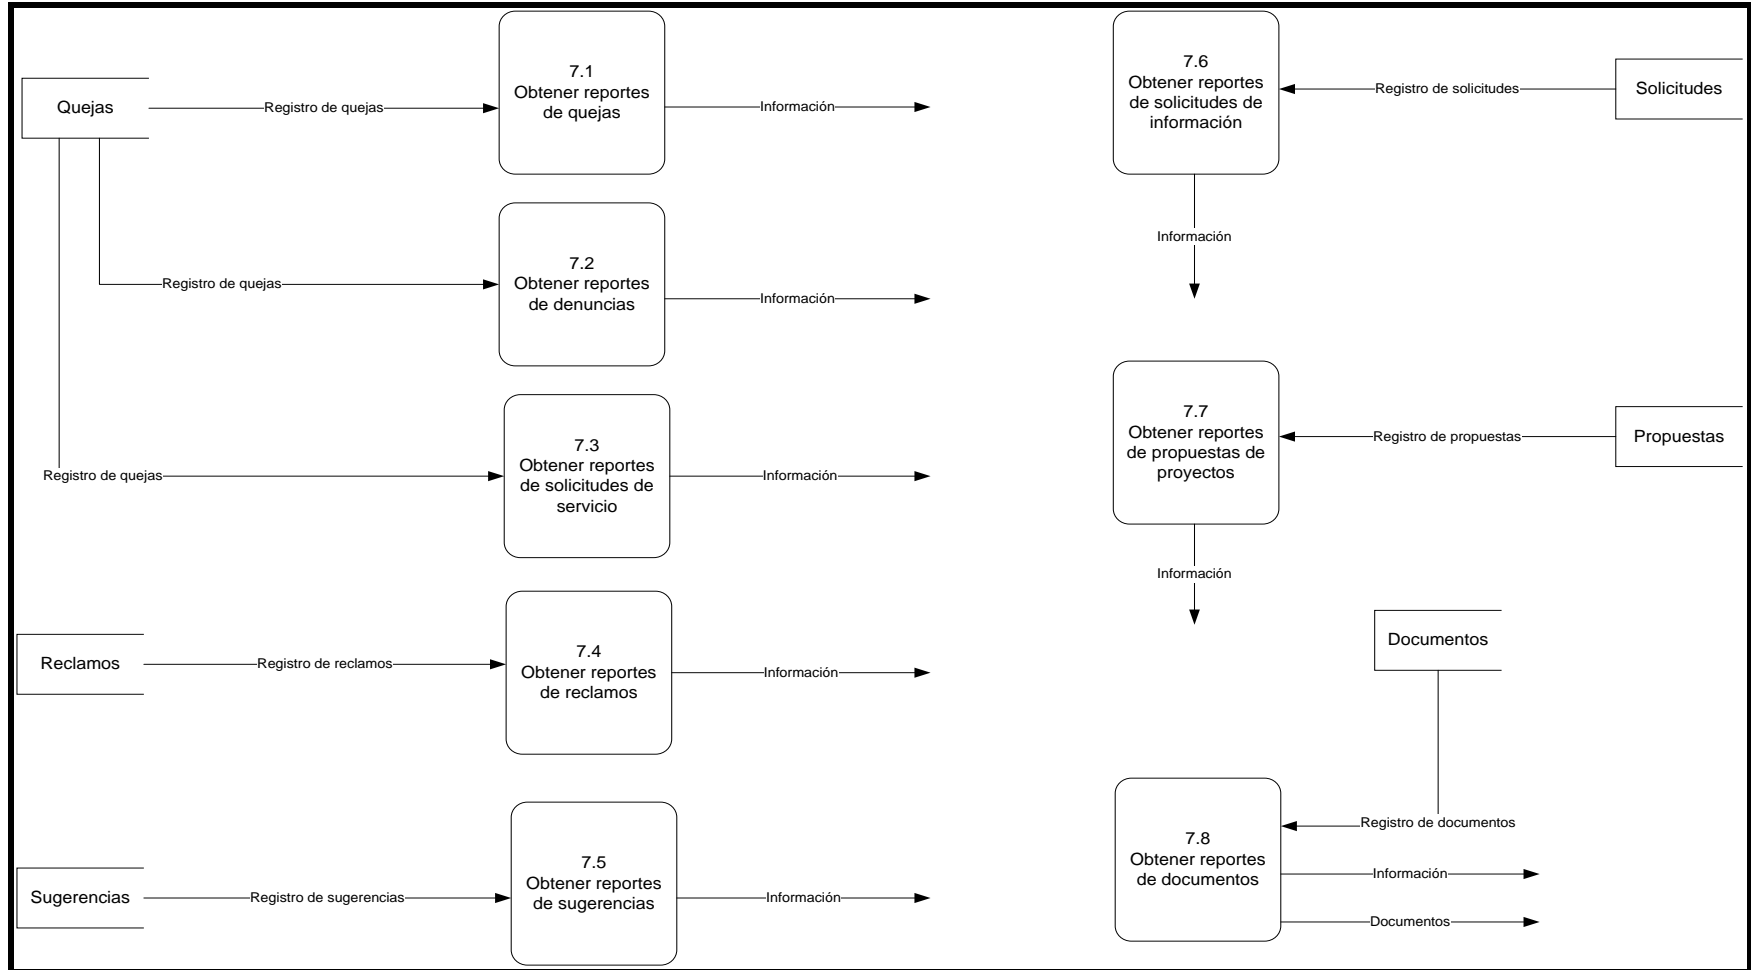 Quejas
Registro de quejas
7.1
Obtener reportes
de quejas
Información
Registro de quejas
7.2
Obtener reportes
de denuncias
Información
Registro de quejas
7.3
Obtener reportes
de solicitudes de
servicio
Información
Reclamos
Registro de reclamos
7.4
Obtener reportes
de reclamos
Información
Sugerencias
Registro de sugerencias
7.5
Obtener reportes
de sugerencias
Información
7.6
Obtener reportes
de solicitudes de
información
Registro de solicitudes
Solicitudes
Información
7.7
Obtener reportes
de propuestas de
proyectos
Registro de propuestas
Propuestas
Información
Documentos
Registro de documentos
7.8
Obtener reportes
de documentos
Información
Documentos